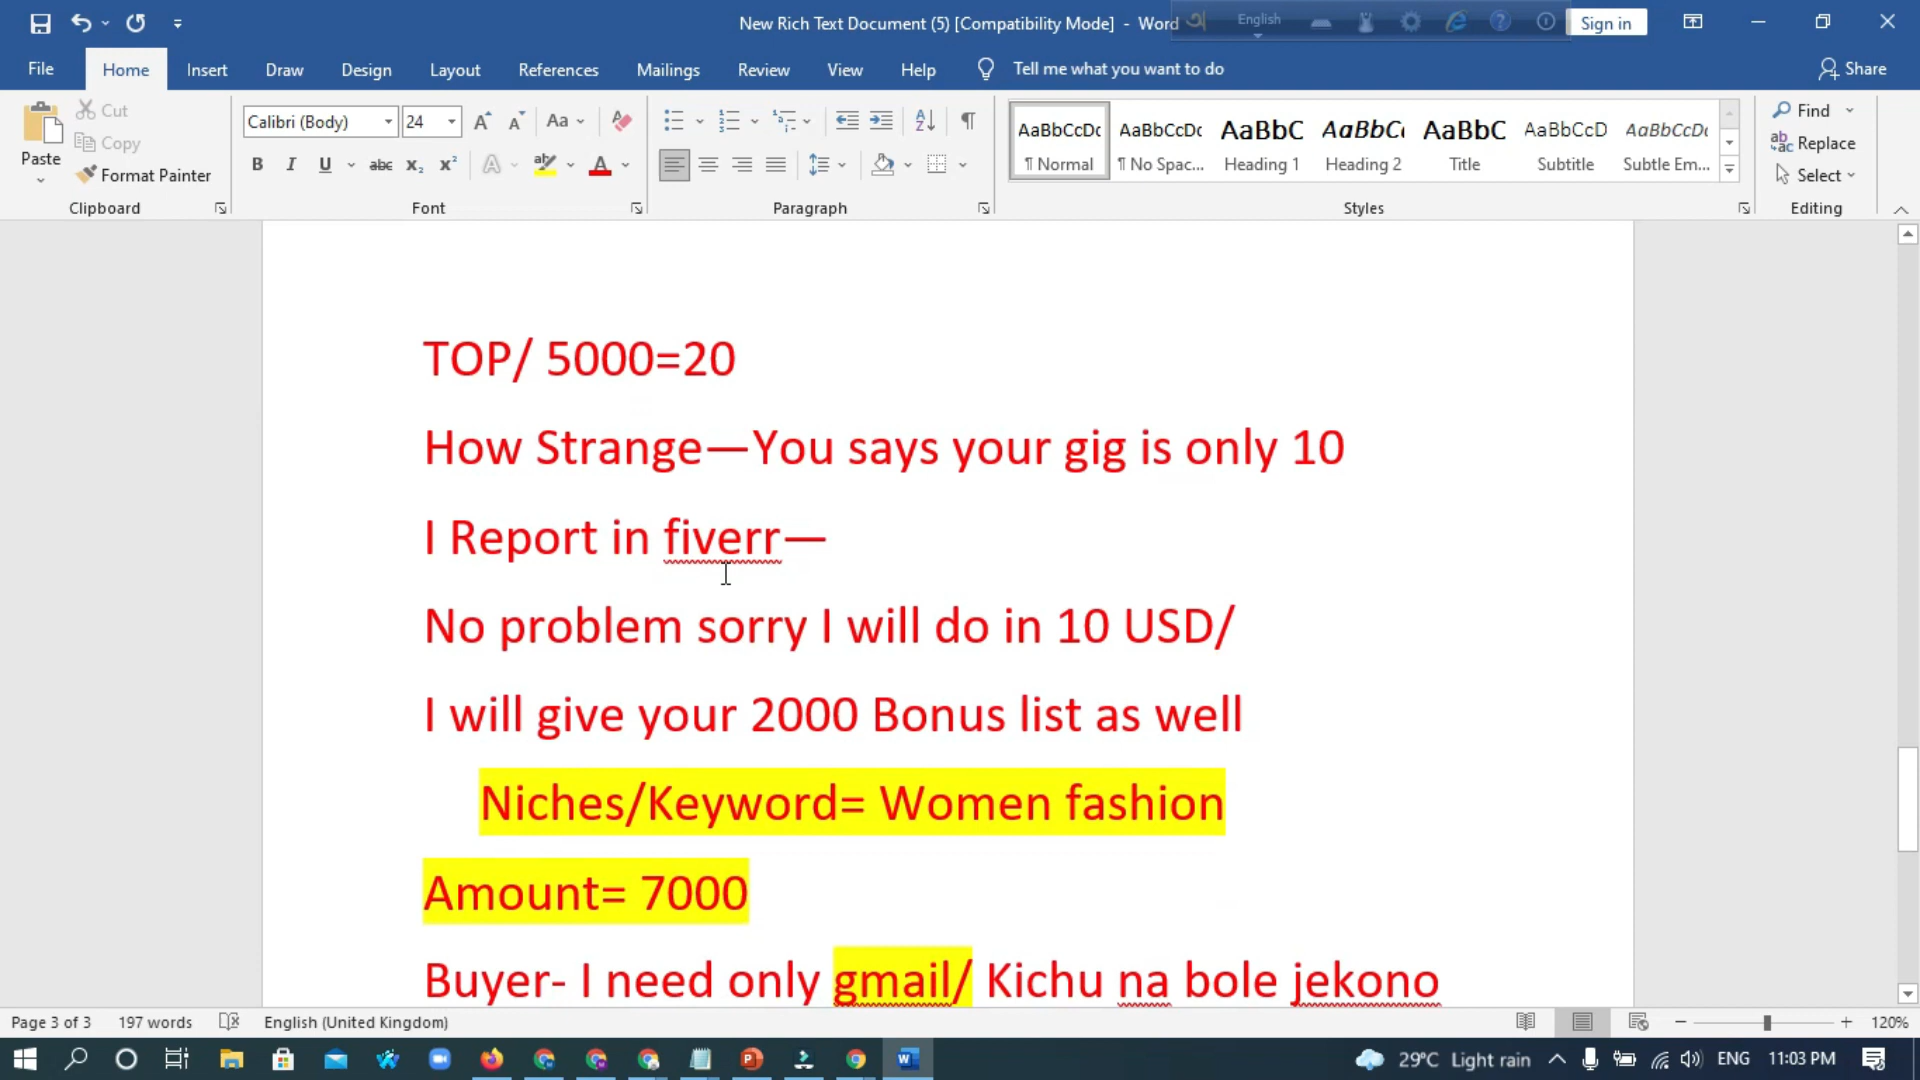 New Rich Text Document (5) [Compatibility Mode] - Word
অ English
Sign in
File Home Insert Draw Design Layout References Mailings Review View Help Tell me what you want to do Share
Paste
Cut
Copy
Format Painter
Clipboard
Calibri (Body) 24
Font
Paragraph
AaBbCcDc ¶ Normal
AaBbCcDc ¶ No Spac...
AaBbC Heading 1
AaBbC Heading 2
AaBbC Title
AaBbCcD Subtitle
AaBbCcDc Subtle Em...
Styles
Find
Replace
Select
Editing
TOP/ 5000=20
How Strange—You says your gig is only 10
I Report in fiverr—
No problem sorry I will do in 10 USD/
I will give your 2000 Bonus list as well
Niches/Keyword= Women fashion
Amount= 7000
Buyer- I need only gmail/ Kichu na bole jekono
Page 3 of 3 197 words English (United Kingdom) 120%
29°C Light rain ENG 11:03 PM